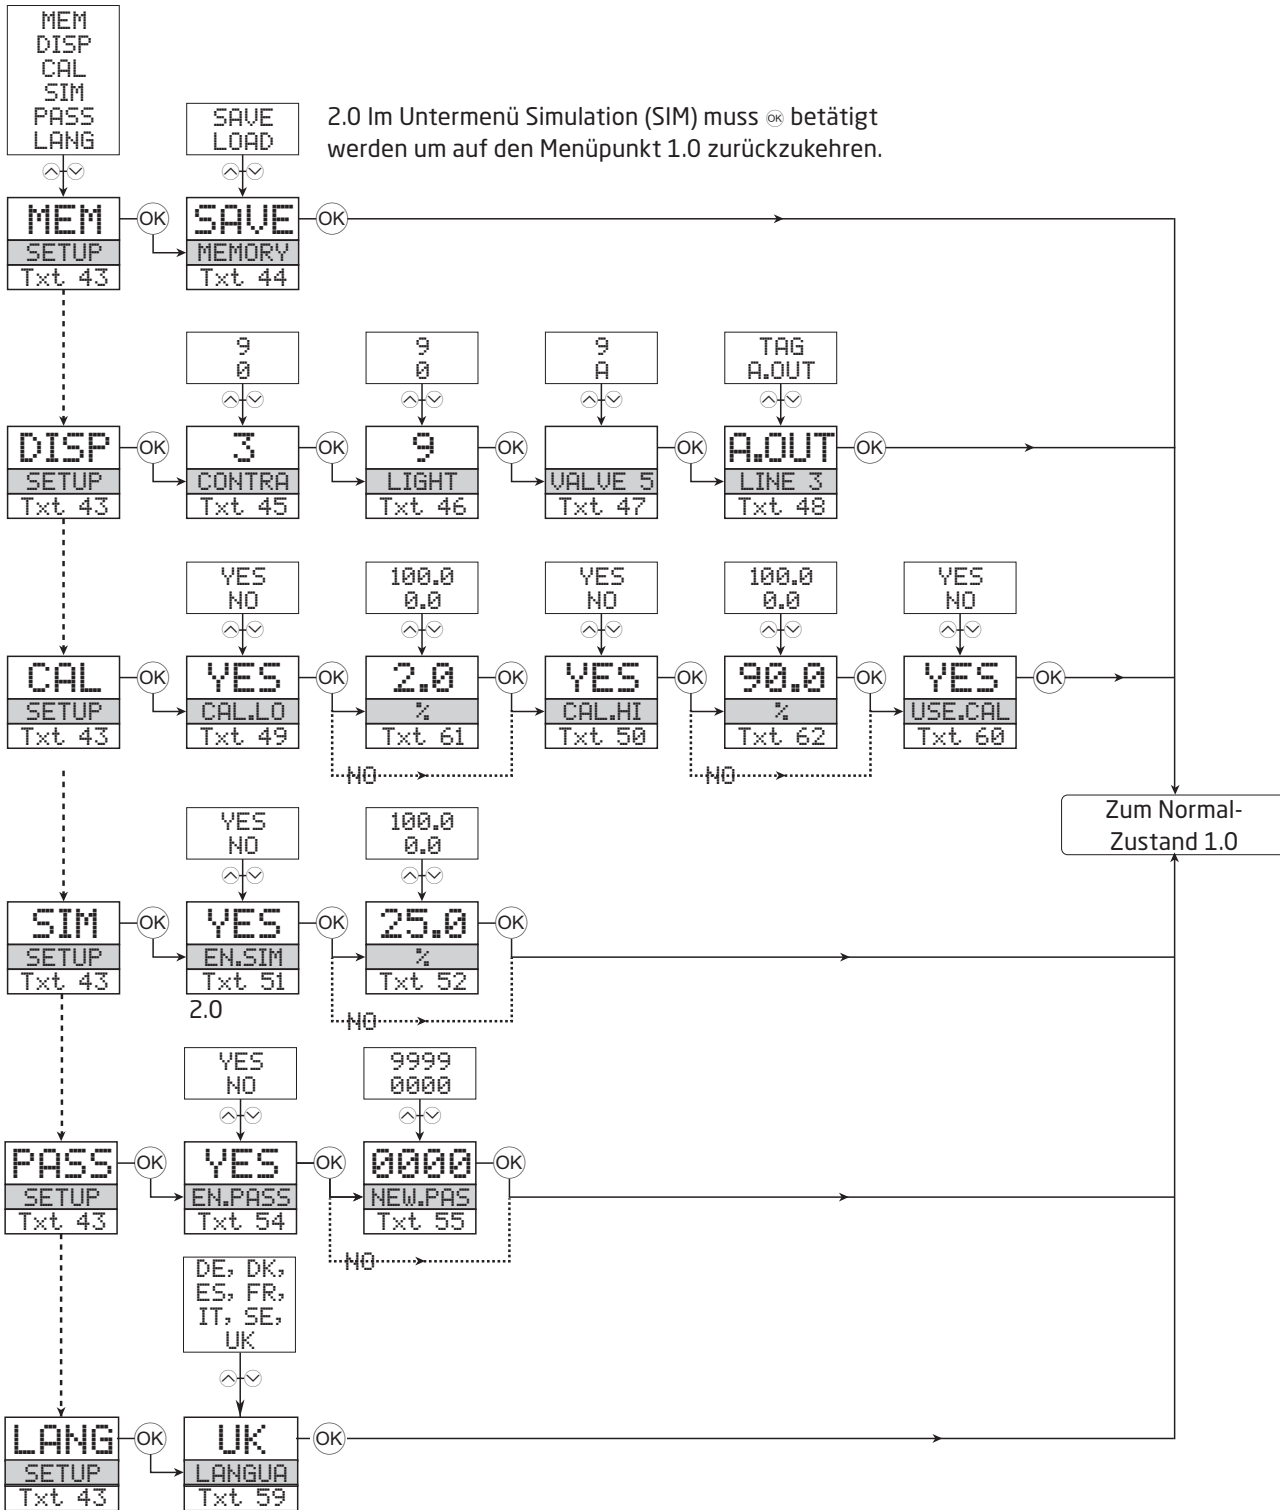 MEM
DISP
CAL
SIM
PASS
LANG
SAVE
LOAD
2.0 Im Untermenü Simulation (SIM) muss OK betätigt
werden um auf den Menüpunkt 1.0 zurückzukehren.
MEM
SETUP
Txt 43
OK
SAVE
MEMORY
Txt 44
OK
9
0
9
0
9
A
TAG
A.OUT
DISP
SETUP
Txt 43
OK
3
CONTRA
Txt 45
OK
9
LIGHT
Txt 46
OK
VALVE 5
Txt 47
OK
A.OUT
LINE 3
Txt 48
OK
YES
NO
100.0
0.0
YES
NO
100.0
0.0
YES
NO
CAL
SETUP
Txt 43
OK
YES
CAL.LO
Txt 49
OK
2.0
%
Txt 61
OK
YES
CAL.HI
Txt 50
OK
90.0
%
Txt 62
OK
YES
USE.CAL
Txt 60
OK
NO
NO
Zum Normal-
Zustand 1.0
YES
NO
100.0
0.0
SIM
SETUP
Txt 43
OK
YES
EN.SIM
Txt 51
OK
25.0
%
Txt 52
OK
2.0
NO
YES
NO
9999
0000
PASS
SETUP
Txt 43
OK
YES
EN.PASS
Txt 54
OK
0000
NEW.PAS
Txt 55
OK
NO
DE, DK,
ES, FR,
IT, SE,
UK
LANG
SETUP
Txt 43
OK
UK
LANGUA
Txt 59
OK